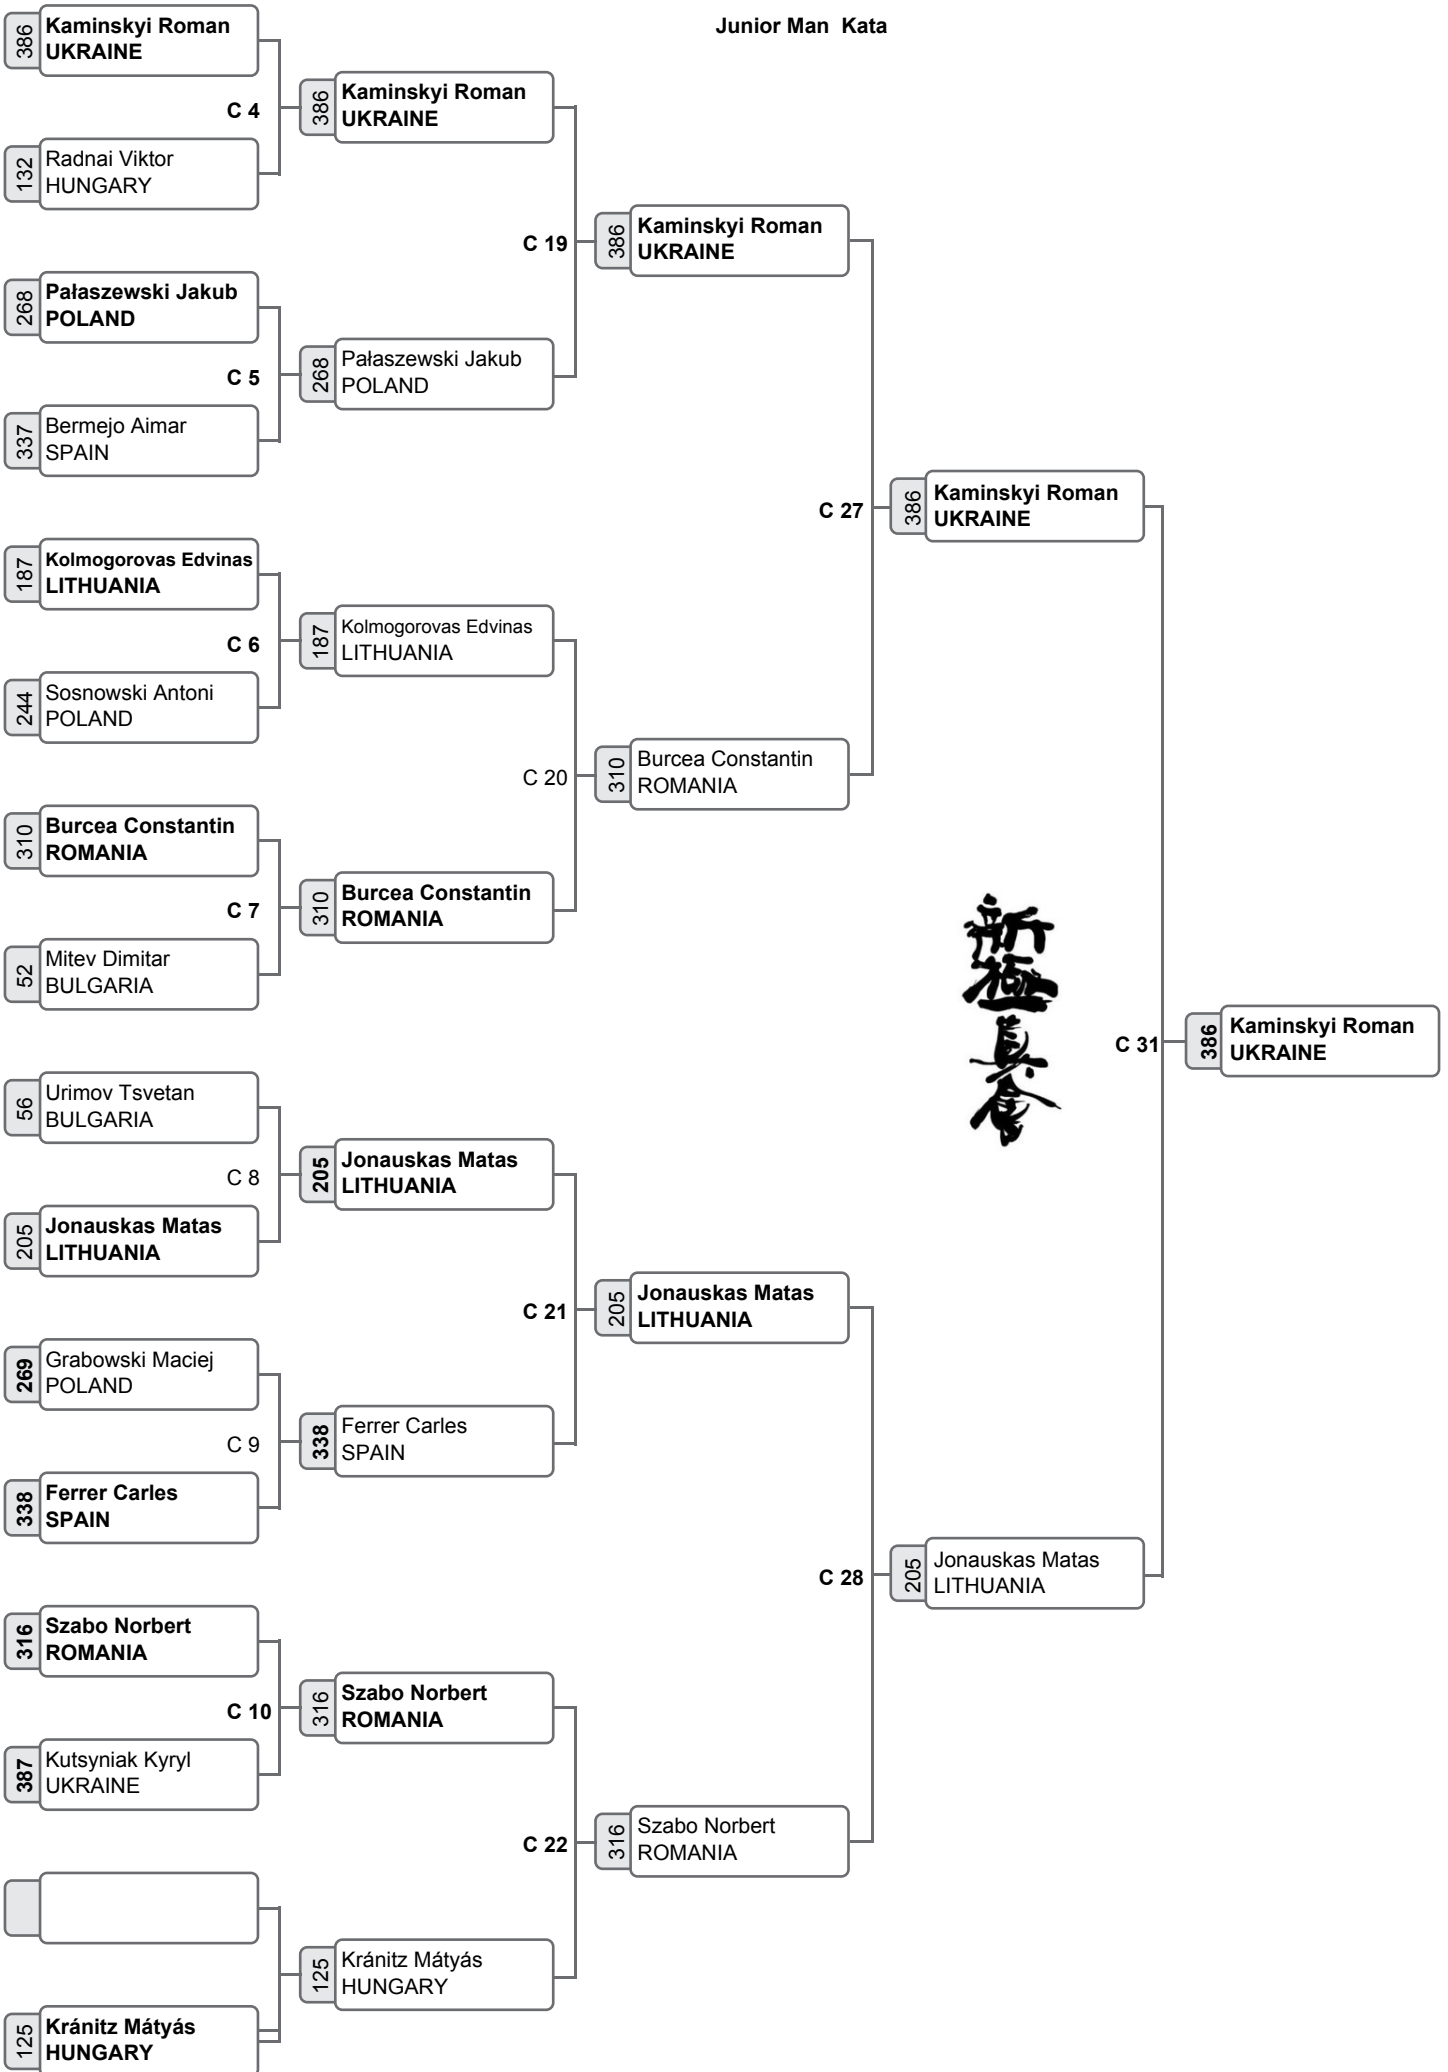 Junior Man Kata
386
Kaminskyi Roman
UKRAINE
C 4
132
Radnai Viktor
HUNGARY
386
Kaminskyi Roman
UKRAINE
C 19
268
Pałaszewski Jakub
POLAND
C 5
337
Bermejo Aimar
SPAIN
268
Pałaszewski Jakub
POLAND
386
Kaminskyi Roman
UKRAINE
C 27
187
Kolmogorovas Edvinas
LITHUANIA
C 6
244
Sosnowski Antoni
POLAND
187
Kolmogorovas Edvinas
LITHUANIA
C 20
310
Burcea Constantin
ROMANIA
C 7
52
Mitev Dimitar
BULGARIA
310
Burcea Constantin
ROMANIA
310
Burcea Constantin
ROMANIA
386
Kaminskyi Roman
UKRAINE
新極真会
C 31
386
Kaminskyi Roman
UKRAINE
56
Urimov Tsvetan
BULGARIA
C 8
205
Jonauskas Matas
LITHUANIA
205
Jonauskas Matas
LITHUANIA
C 21
269
Grabowski Maciej
POLAND
C 9
338
Ferrer Carles
SPAIN
338
Ferrer Carles
SPAIN
205
Jonauskas Matas
LITHUANIA
C 28
205
Jonauskas Matas
LITHUANIA
316
Szabo Norbert
ROMANIA
C 10
387
Kutsyniak Kyryl
UKRAINE
316
Szabo Norbert
ROMANIA
C 22
316
Szabo Norbert
ROMANIA
125
Kránitz Mátyás
HUNGARY
125
Kránitz Mátyás
HUNGARY